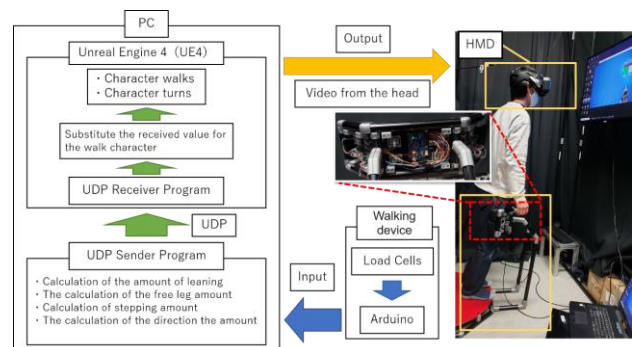 PC
Unreal Engine 4（UE4）
・Character walks
・Character turns
Substitute the received value for
the walk character
UDP Receiver Program
UDP
UDP Sender Program
・Calculation of the amount of leaning
・The calculation of the free leg amount
・Calculation of stepping amount
・The calculation of the direction the amount
Output
Video from the head
HMD
Walking
device
Load Cells
Arduino
Input